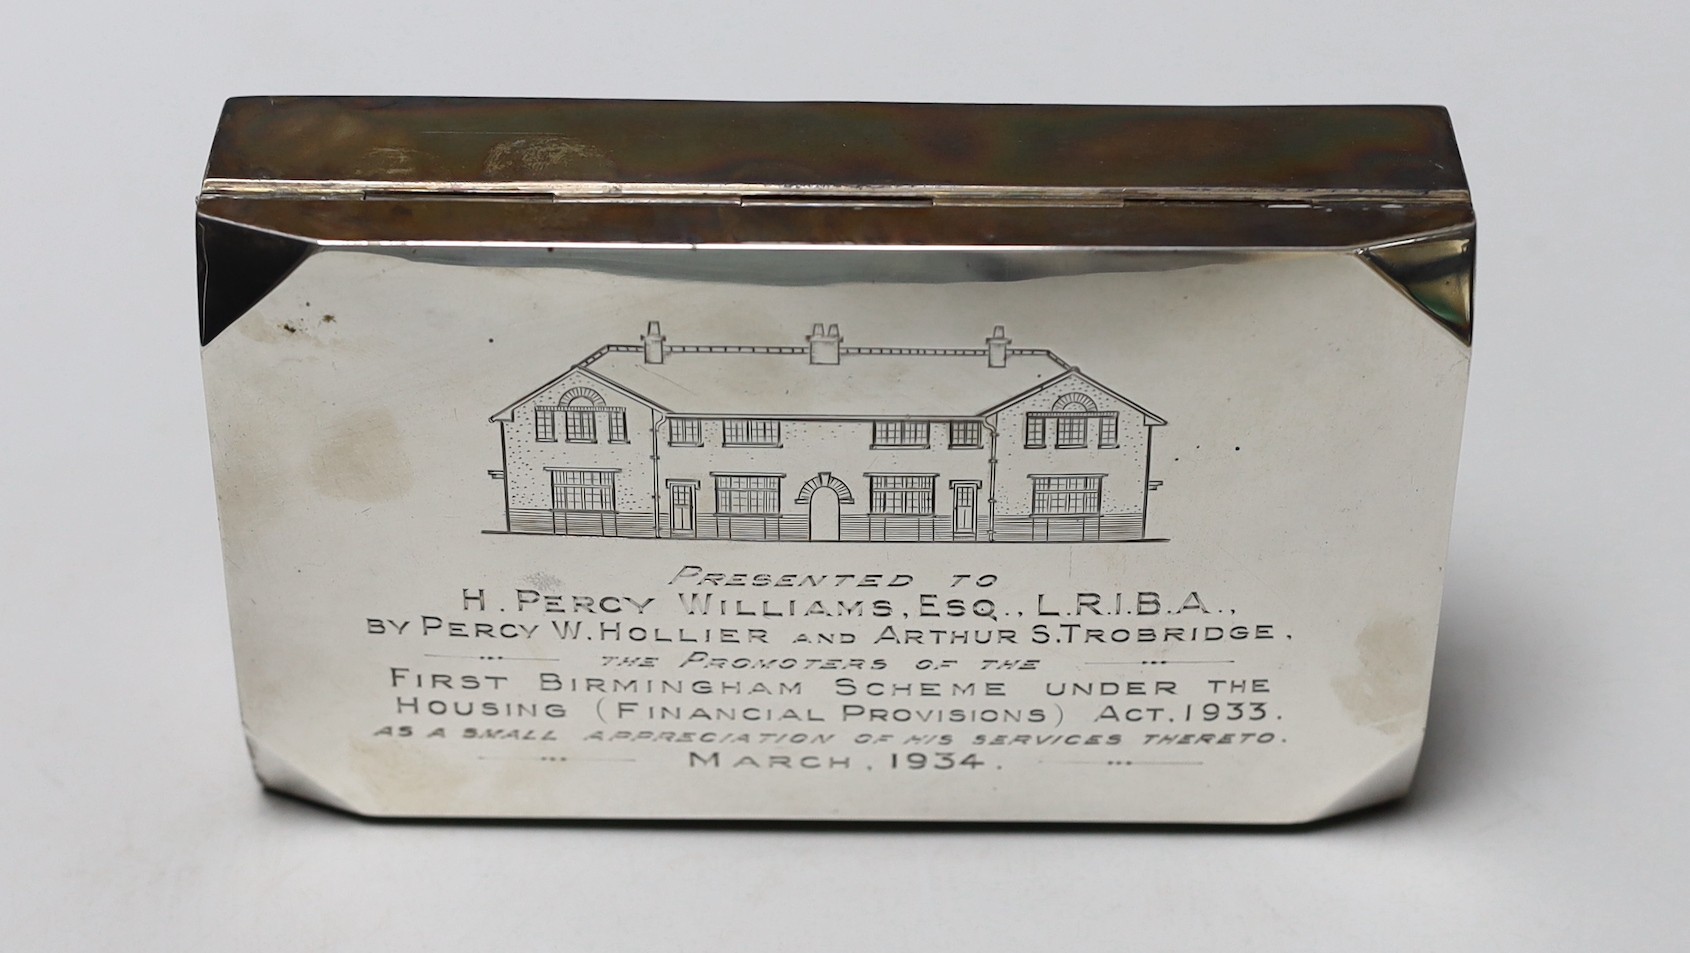 PRESENTED TO
H. PERCY WILLIAMS, ESQ., L.R.I.B.A.,
BY PERCY W. HOLLIER AND ARTHUR S. TROBRIDGE,
THE PROMOTERS OF THE
FIRST BIRMINGHAM SCHEME UNDER THE
HOUSING (FINANCIAL PROVISIONS) ACT. 1933.
AS A SMALL APPRECIATION OF HIS SERVICES THERETO.
MARCH. 1934.